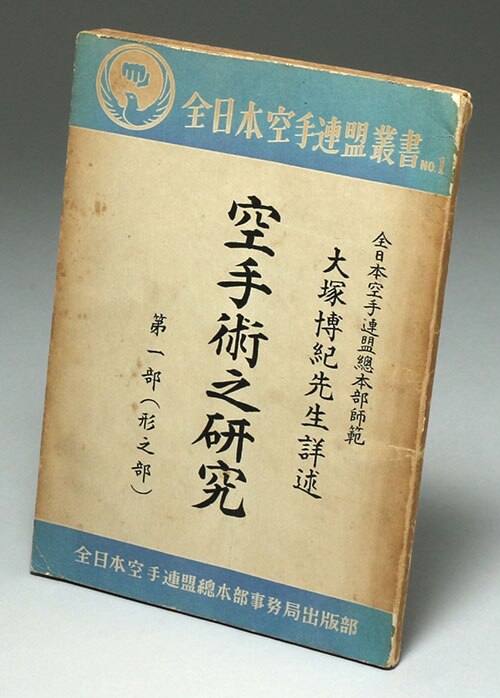 全日本空手連盟叢書 NO.1
全日本空手連盟總本部師範
大塚博紀先生詳述
空手術之研究
第一部(形之部)
全日本空手連盟總本部事務局出版部